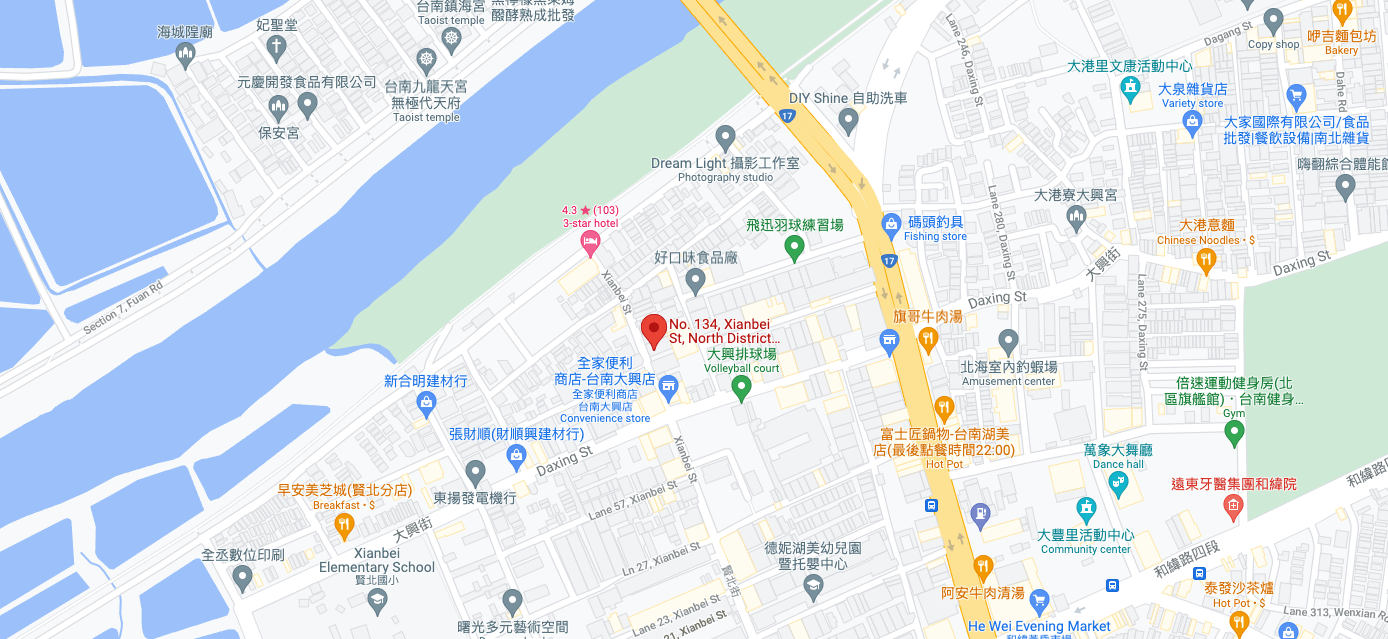 台南鎮海宮
Taoist temple
醱酵熟成批發
海城隍廟
妃聖堂
元慶開發食品有限公司
保安宮
台南九龍天宮
無極代天府
Taoist temple
Section 7, Fuan Rd
DIY Shine 自助洗車
17
Dream Light 攝影工作室
Photography studio
4.3 ★ (103)
3-star hotel
飛迅羽球練習場
好口味食品廠
Xianbei St
No. 134, Xianbei
St, North District...
大興排球場
Volleyball court
全家便利
商店-台南大興店
全家便利商店
台南大興店
Convenience store
新合明建材行
張財順(財順興建材行)
Daxing St
東揚發電機行
早安美芝城(賢北分店)
Breakfast • $
大興街
全丞數位印刷
Xianbei
Elementary School
賢北國小
Lane 57, Xianbei St
Ln 27, Xianbei St
Xianbei St
賢北街
Lane 23, Xianbei St
21, Xianbei St
曙光多元藝術空間
德妮湖美幼兒園
暨托嬰中心
Lane 246, Daxing St
Dagang St
Copy shop
咿吉麵包坊
Bakery
大港里文康活動中心
大泉雜貨店
Variety store
Dahe Rd
大家國際有限公司/食品
批發|餐飲設備|南北雜貨
嗨翻綜合體能館
大港寮大興宮
Lane 280, Daxing St
碼頭釣具
Fishing store
17
大港意麵
Chinese Noodles • $
大興街
Daxing St
Daxing St
Lane 275, Daxing St
旗哥牛肉湯
北海室內釣蝦場
Amusement center
倍速運動健身房(北
區旗艦館)・台南健身...
Gym
富士匠鍋物-台南湖美
店(最後點餐時間22:00)
Hot Pot
萬象大舞廳
Dance hall
遠東牙醫集團和緯院
和緯路四段
大豐里活動中心
Community center
和緯路四段
阿安牛肉清湯
泰發沙茶爐
Hot Pot • $
Lane 313, Wenxian Rd
He Wei Evening Market
和緯黃昏市場